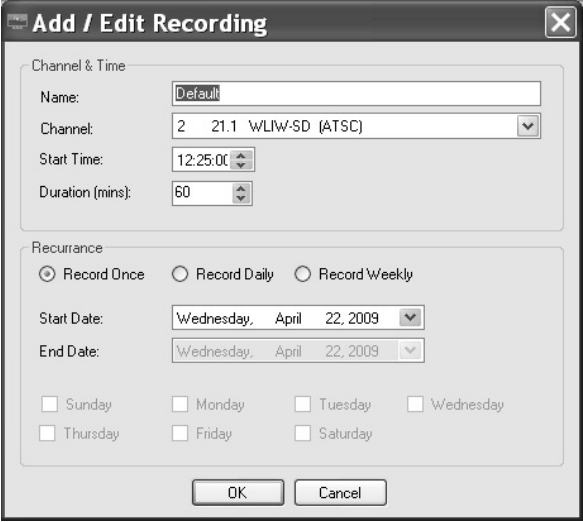 Add / Edit Recording
Channel & Time
Name: Default
Channel: 2 21.1 WLIW-SD (ATSC)
Start Time: 12:25:00
Duration (mins): 60
Recurrance
Record Once Record Daily Record Weekly
Start Date: Wednesday, April 22, 2009
End Date: Wednesday, April 22, 2009
Sunday Monday Tuesday Wednesday
Thursday Friday Saturday
OK Cancel